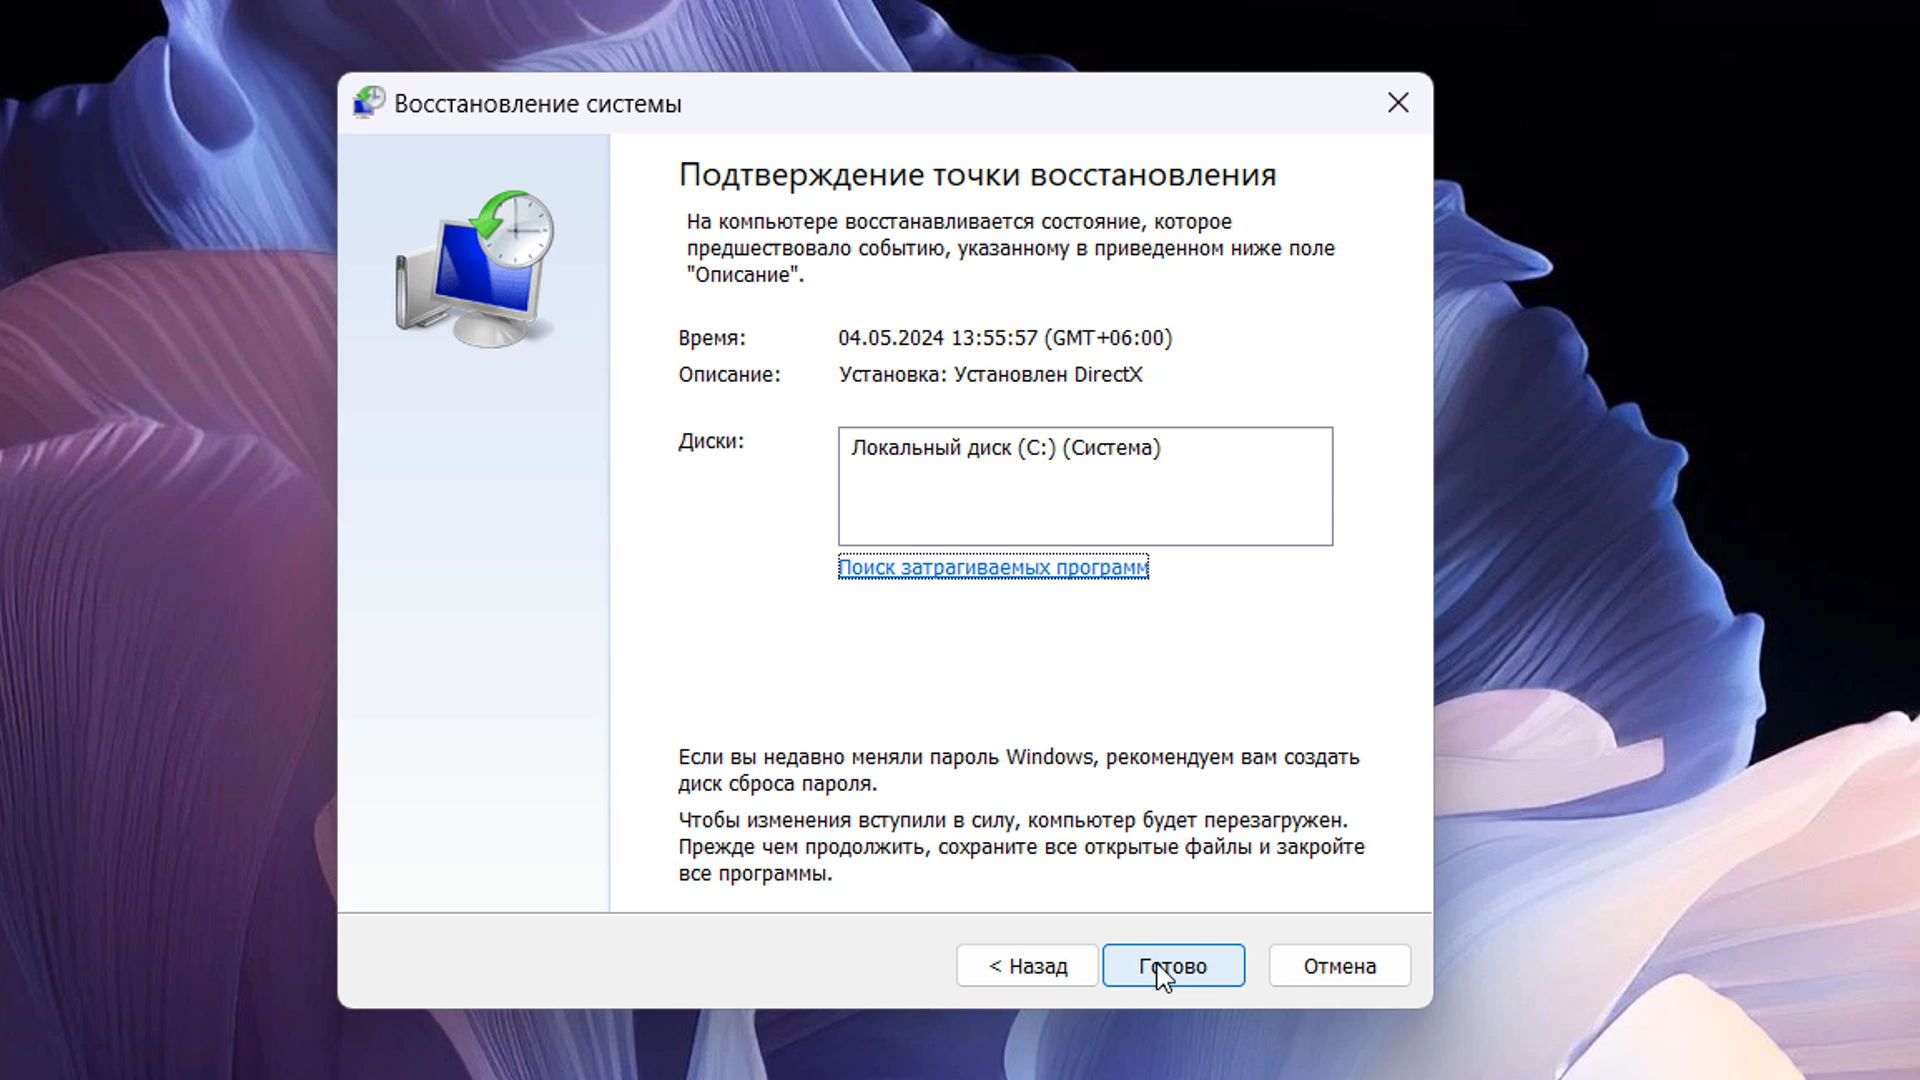 Восстановление системы
Подтверждение точки восстановления
На компьютере восстанавливается состояние, которое
предшествовало событию, указанному в приведенном ниже поле
"Описание".
Время: 04.05.2024 13:55:57 (GMT+06:00)
Описание: Установка: Установлен DirectX
Диски: Локальный диск (C:) (Система)
Поиск затрагиваемых программ
Если вы недавно меняли пароль Windows, рекомендуем вам создать
диск сброса пароля.
Чтобы изменения вступили в силу, компьютер будет перезагружен.
Прежде чем продолжить, сохраните все открытые файлы и закройте
все программы.
< Назад Готово Отмена